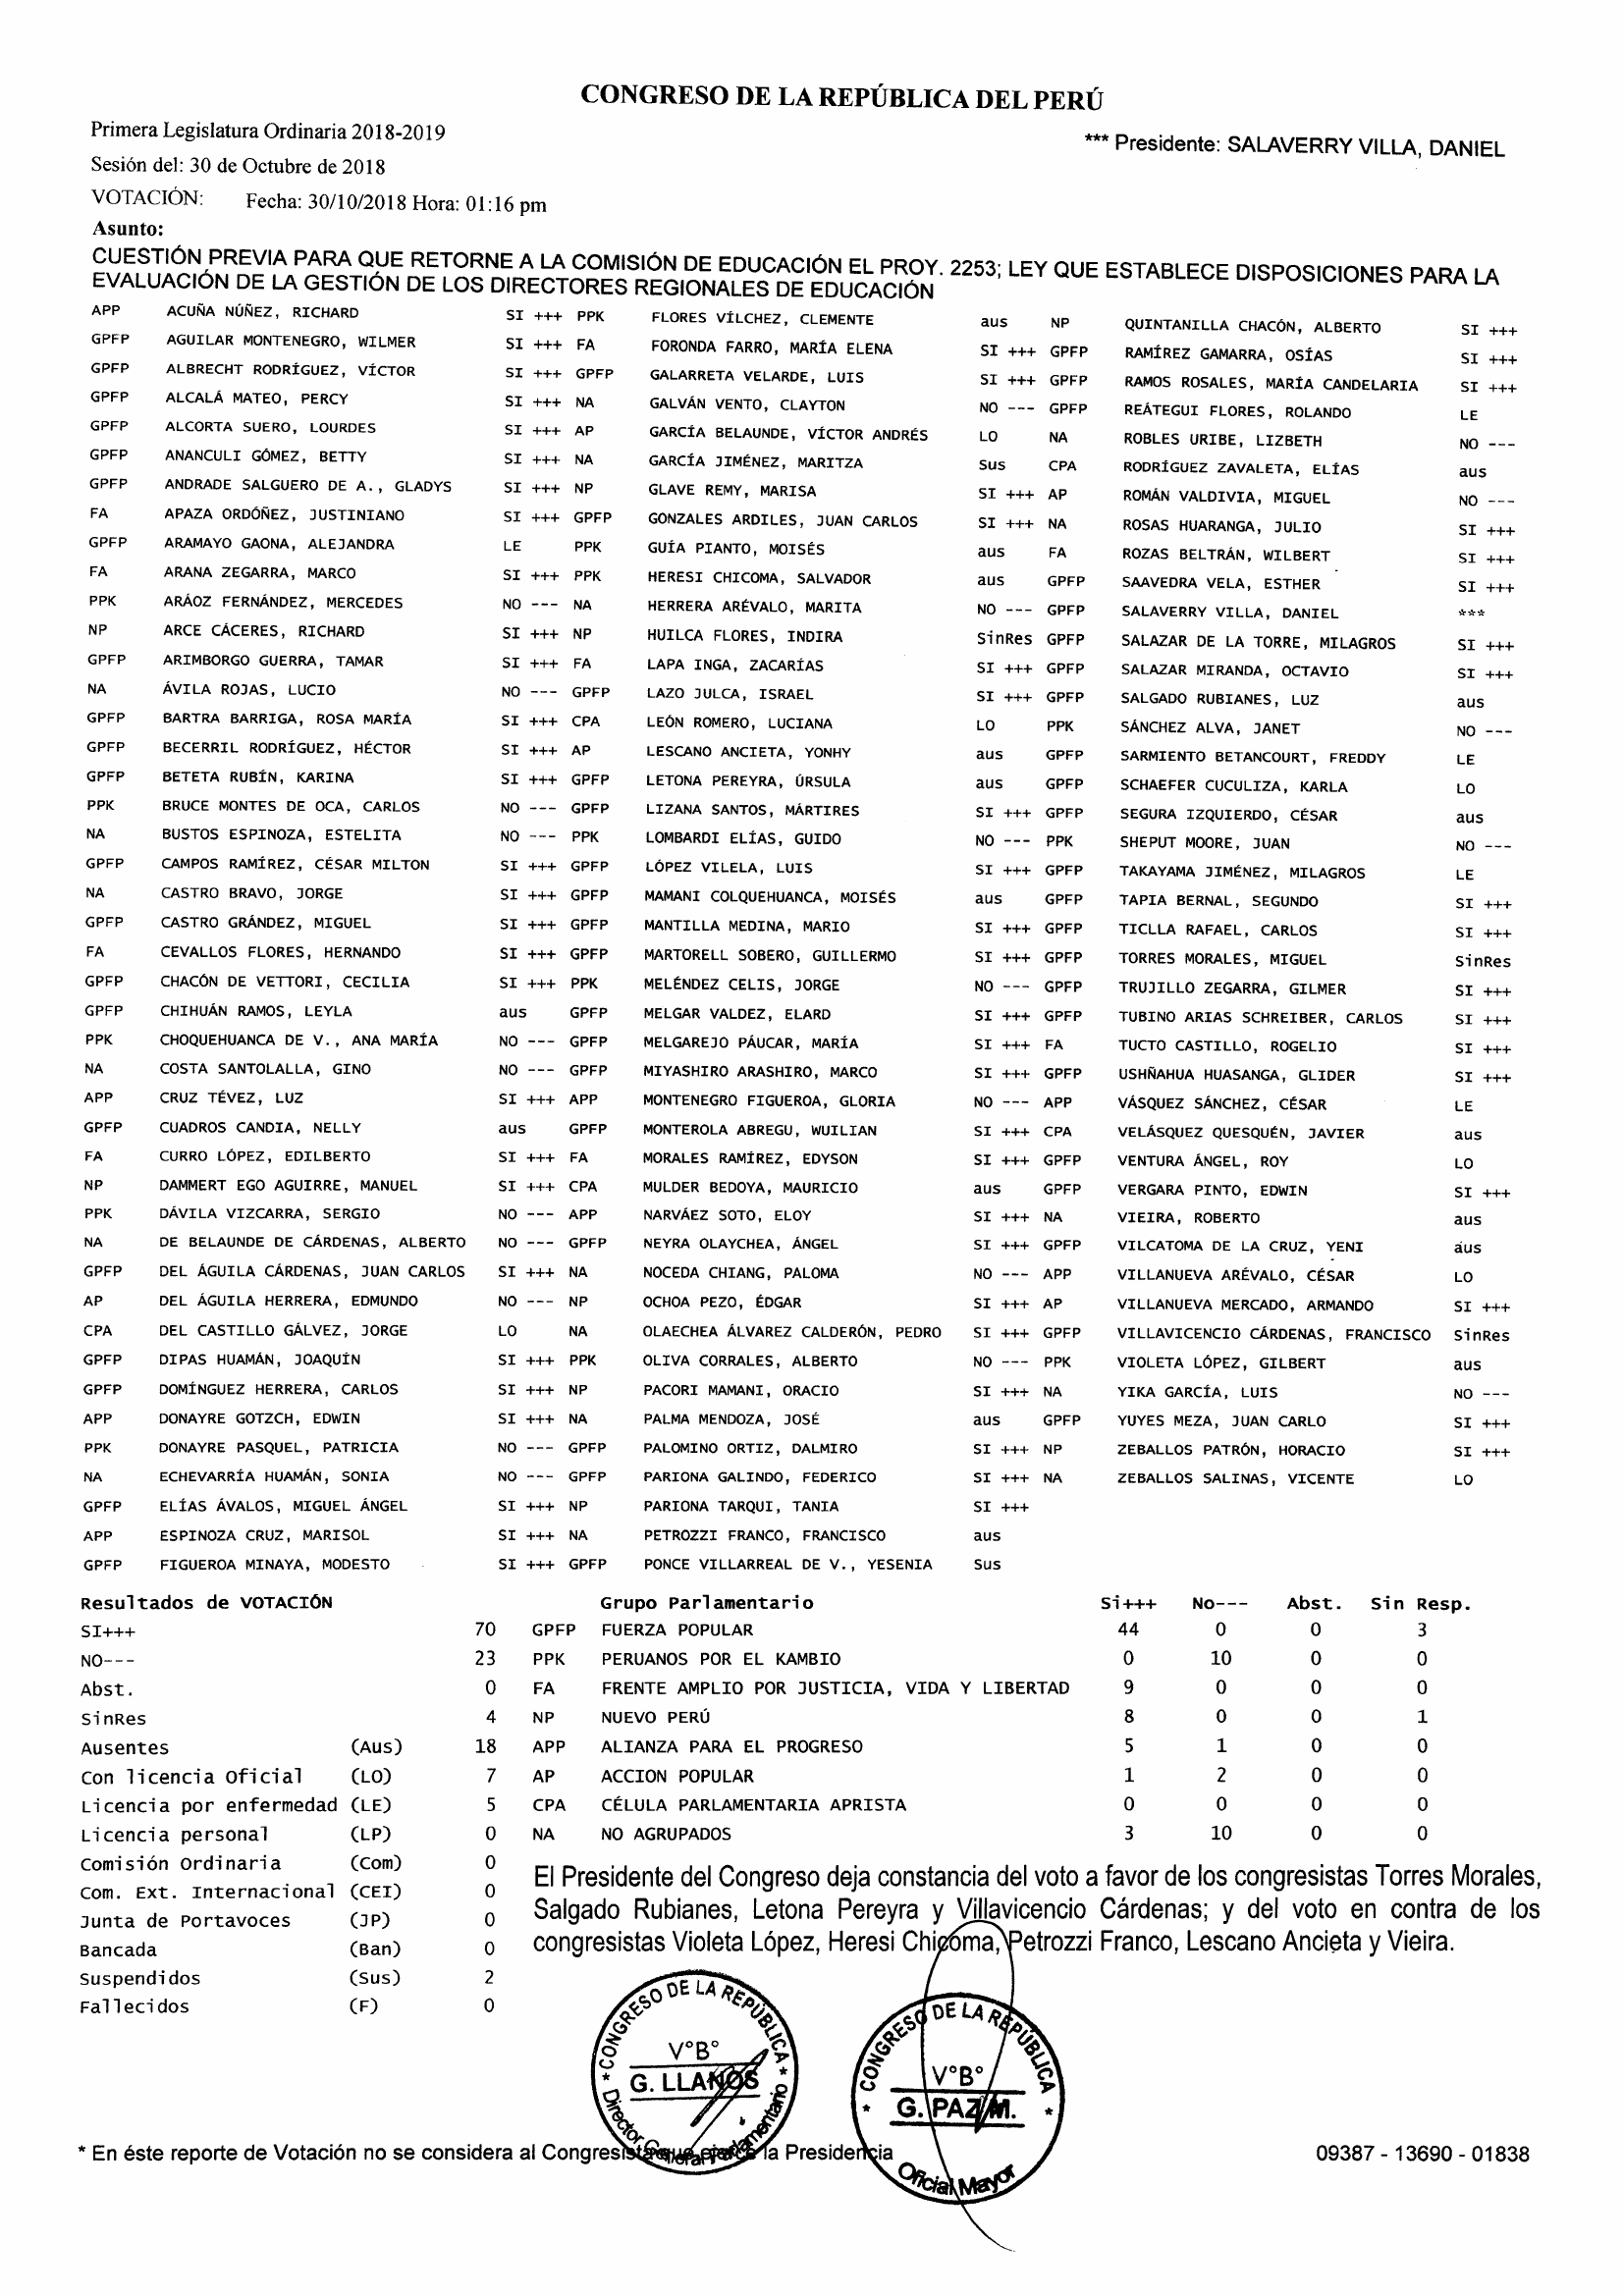 CONGRESO DE LA REPÚBLICA DEL PERÚ
Primera Legislatura Ordinaria 2018-2019
*** Presidente: SALAVERRY VILLA, DANIEL
Sesión del: 30 de Octubre de 2018
VOTACIÓN: Fecha: 30/10/2018 Hora: 01:16 pm
Asunto:
CUESTIÓN PREVIA PARA QUE RETORNE A LA COMISIÓN DE EDUCACIÓN EL PROY. 2253; LEY QUE ESTABLECE DISPOSICIONES PARA LA
EVALUACIÓN DE LA GESTIÓN DE LOS DIRECTORES REGIONALES DE EDUCACIÓN
APP ACUÑA NÚÑEZ, RICHARD SI +++ PPK FLORES VÍLCHEZ, CLEMENTE aus NP QUINTANILLA CHACÓN, ALBERTO SI +++
GPFP AGUILAR MONTENEGRO, WILMER SI +++ FA FORONDA FARRO, MARÍA ELENA SI +++ GPFP RAMÍREZ GAMARRA, OSÍAS SI +++
GPFP ALBRECHT RODRÍGUEZ, VÍCTOR SI +++ GPFP GALARRETA VELARDE, LUIS SI +++ GPFP RAMOS ROSALES, MARÍA CANDELARIA SI +++
GPFP ALCALÁ MATEO, PERCY SI +++ NA GALVÁN VENTO, CLAYTON NO --- GPFP REÁTEGUI FLORES, ROLANDO LE
GPFP ALCORTA SUERO, LOURDES SI +++ AP GARCÍA BELAUNDE, VÍCTOR ANDRÉS LO NA ROBLES URIBE, LIZBETH NO ---
GPFP ANANCULI GÓMEZ, BETTY SI +++ NA GARCÍA JIMÉNEZ, MARITZA Sus CPA RODRÍGUEZ ZAVALETA, ELÍAS aus
GPFP ANDRADE SALGUERO DE A., GLADYS SI +++ NP GLAVE REMY, MARISA SI +++ AP ROMÁN VALDIVIA, MIGUEL NO ---
FA APAZA ORDÓÑEZ, JUSTINIANO SI +++ GPFP GONZALES ARDILES, JUAN CARLOS SI +++ NA ROSAS HUARANGA, JULIO SI +++
GPFP ARAMAYO GAONA, ALEJANDRA LE PPK GUÍA PIANTO, MOISÉS aus FA ROZAS BELTRÁN, WILBERT SI +++
FA ARANA ZEGARRA, MARCO SI +++ PPK HERESI CHICOMA, SALVADOR aus GPFP SAAVEDRA VELA, ESTHER SI +++
PPK ARÁOZ FERNÁNDEZ, MERCEDES NO --- NA HERRERA ARÉVALO, MARITA NO --- GPFP SALAVERRY VILLA, DANIEL ***
NP ARCE CÁCERES, RICHARD SI +++ NP HUILCA FLORES, INDIRA SinRes GPFP SALAZAR DE LA TORRE, MILAGROS SI +++
GPFP ARIMBORGO GUERRA, TAMAR SI +++ FA LAPA INGA, ZACARÍAS SI +++ GPFP SALAZAR MIRANDA, OCTAVIO SI +++
NA ÁVILA ROJAS, LUCIO NO --- GPFP LAZO JULCA, ISRAEL SI +++ GPFP SALGADO RUBIANES, LUZ aus
GPFP BARTRA BARRIGA, ROSA MARÍA SI +++ CPA LEÓN ROMERO, LUCIANA LO PPK SÁNCHEZ ALVA, JANET NO ---
GPFP BECERRIL RODRÍGUEZ, HÉCTOR SI +++ AP LESCANO ANCIETA, YONHY aus GPFP SARMIENTO BETANCOURT, FREDDY LE
GPFP BETETA RUBÍN, KARINA SI +++ GPFP LETONA PEREYRA, ÚRSULA aus GPFP SCHAEFER CUCULIZA, KARLA LO
PPK BRUCE MONTES DE OCA, CARLOS NO --- GPFP LIZANA SANTOS, MÁRTIRES SI +++ GPFP SEGURA IZQUIERDO, CÉSAR aus
NA BUSTOS ESPINOZA, ESTELITA NO --- PPK LOMBARDI ELÍAS, GUIDO NO --- PPK SHEPUT MOORE, JUAN NO ---
GPFP CAMPOS RAMÍREZ, CÉSAR MILTON SI +++ GPFP LÓPEZ VILELA, LUIS SI +++ GPFP TAKAYAMA JIMÉNEZ, MILAGROS LE
NA CASTRO BRAVO, JORGE SI +++ GPFP MAMANI COLQUEHUANCA, MOISÉS aus GPFP TAPIA BERNAL, SEGUNDO SI +++
GPFP CASTRO GRÁNDEZ, MIGUEL SI +++ GPFP MANTILLA MEDINA, MARIO SI +++ GPFP TICLLA RAFAEL, CARLOS SI +++
FA CEVALLOS FLORES, HERNANDO SI +++ GPFP MARTORELL SOBERO, GUILLERMO SI +++ GPFP TORRES MORALES, MIGUEL SinRes
GPFP CHACÓN DE VETTORI, CECILIA SI +++ PPK MELÉNDEZ CELIS, JORGE NO --- GPFP TRUJILLO ZEGARRA, GILMER SI +++
GPFP CHIHUÁN RAMOS, LEYLA aus GPFP MELGAR VALDEZ, ELARD SI +++ GPFP TUBINO ARIAS SCHREIBER, CARLOS SI +++
PPK CHOQUEHUANCA DE V., ANA MARÍA NO --- GPFP MELGAREJO PÁUCAR, MARÍA SI +++ FA TUCTO CASTILLO, ROGELIO SI +++
NA COSTA SANTOLALLA, GINO NO --- GPFP MIYASHIRO ARASHIRO, MARCO SI +++ GPFP USHÑAHUA HUASANGA, GLIDER SI +++
APP CRUZ TÉVEZ, LUZ SI +++ APP MONTENEGRO FIGUEROA, GLORIA NO --- APP VÁSQUEZ SÁNCHEZ, CÉSAR LE
GPFP CUADROS CANDIA, NELLY aus GPFP MONTEROLA ABREGU, WUILIAN SI +++ CPA VELÁSQUEZ QUESQUÉN, JAVIER aus
FA CURRO LÓPEZ, EDILBERTO SI +++ FA MORALES RAMÍREZ, EDYSON SI +++ GPFP VENTURA ÁNGEL, ROY LO
NP DAMMERT EGO AGUIRRE, MANUEL SI +++ CPA MULDER BEDOYA, MAURICIO aus GPFP VERGARA PINTO, EDWIN SI +++
PPK DÁVILA VIZCARRA, SERGIO NO --- APP NARVÁEZ SOTO, ELOY SI +++ NA VIEIRA, ROBERTO aus
NA DE BELAUNDE DE CÁRDENAS, ALBERTO NO --- GPFP NEYRA OLAYCHEA, ÁNGEL SI +++ GPFP VILCATOMA DE LA CRUZ, YENI aus
GPFP DEL ÁGUILA CÁRDENAS, JUAN CARLOS SI +++ NA NOCEDA CHIANG, PALOMA NO --- APP VILLANUEVA ARÉVALO, CÉSAR LO
AP DEL ÁGUILA HERRERA, EDMUNDO NO --- NP OCHOA PEZO, ÉDGAR SI +++ AP VILLANUEVA MERCADO, ARMANDO SI +++
CPA DEL CASTILLO GÁLVEZ, JORGE LO NA OLAECHEA ÁLVAREZ CALDERÓN, PEDRO SI +++ GPFP VILLAVICENCIO CÁRDENAS, FRANCISCO SinRes
GPFP DIPAS HUAMÁN, JOAQUÍN SI +++ PPK OLIVA CORRALES, ALBERTO NO --- PPK VIOLETA LÓPEZ, GILBERT aus
GPFP DOMÍNGUEZ HERRERA, CARLOS SI +++ NP PACORI MAMANI, ORACIO SI +++ NA YIKA GARCÍA, LUIS NO ---
APP DONAYRE GOTZCH, EDWIN SI +++ NA PALMA MENDOZA, JOSÉ aus GPFP YUYES MEZA, JUAN CARLO SI +++
PPK DONAYRE PASQUEL, PATRICIA NO --- GPFP PALOMINO ORTIZ, DALMIRO SI +++ NP ZEBALLOS PATRÓN, HORACIO SI +++
NA ECHEVARRÍA HUAMÁN, SONIA NO --- GPFP PARIONA GALINDO, FEDERICO SI +++ NA ZEBALLOS SALINAS, VICENTE LO
GPFP ELÍAS ÁVALOS, MIGUEL ÁNGEL SI +++ NP PARIONA TARQUI, TANIA SI +++
APP ESPINOZA CRUZ, MARISOL SI +++ NA PETROZZI FRANCO, FRANCISCO aus
GPFP FIGUEROA MINAYA, MODESTO SI +++ GPFP PONCE VILLARREAL DE V., YESENIA Sus
Resultados de VOTACIÓN Grupo Parlamentario Si+++ No--- Abst. Sin Resp.
SI+++ 70 GPFP FUERZA POPULAR 44 0 0 3
NO--- 23 PPK PERUANOS POR EL KAMBIO 0 10 0 0
Abst. 0 FA FRENTE AMPLIO POR JUSTICIA, VIDA Y LIBERTAD 9 0 0 0
SinRes 4 NP NUEVO PERÚ 8 0 0 1
Ausentes (Aus) 18 APP ALIANZA PARA EL PROGRESO 5 1 0 0
Con licencia Oficial (LO) 7 AP ACCION POPULAR 1 2 0 0
Licencia por enfermedad (LE) 5 CPA CÉLULA PARLAMENTARIA APRISTA 0 0 0 0
Licencia personal (LP) 0 NA NO AGRUPADOS 3 10 0 0
Comisión Ordinaria (Com) 0
Com. Ext. Internacional (CEI) 0
Junta de Portavoces (JP) 0
Bancada (Ban) 0
Suspendidos (Sus) 2
Fallecidos (F) 0
El Presidente del Congreso deja constancia del voto a favor de los congresistas Torres Morales,
Salgado Rubianes, Letona Pereyra y Villavicencio Cárdenas; y del voto en contra de los
congresistas Violeta López, Heresi Chicoma, Petrozzi Franco, Lescano Ancieta y Vieira.
* CONGRESO DE LA REPÚBLICA *
V°B°
G. LLANOS
Director General Parlamentario
* CONGRESO DE LA REPÚBLICA *
V°B°
G. PAZ M.
Oficial Mayor
* En éste reporte de Votación no se considera al Congresista que ejerce la Presidencia
09387 - 13690 - 01838